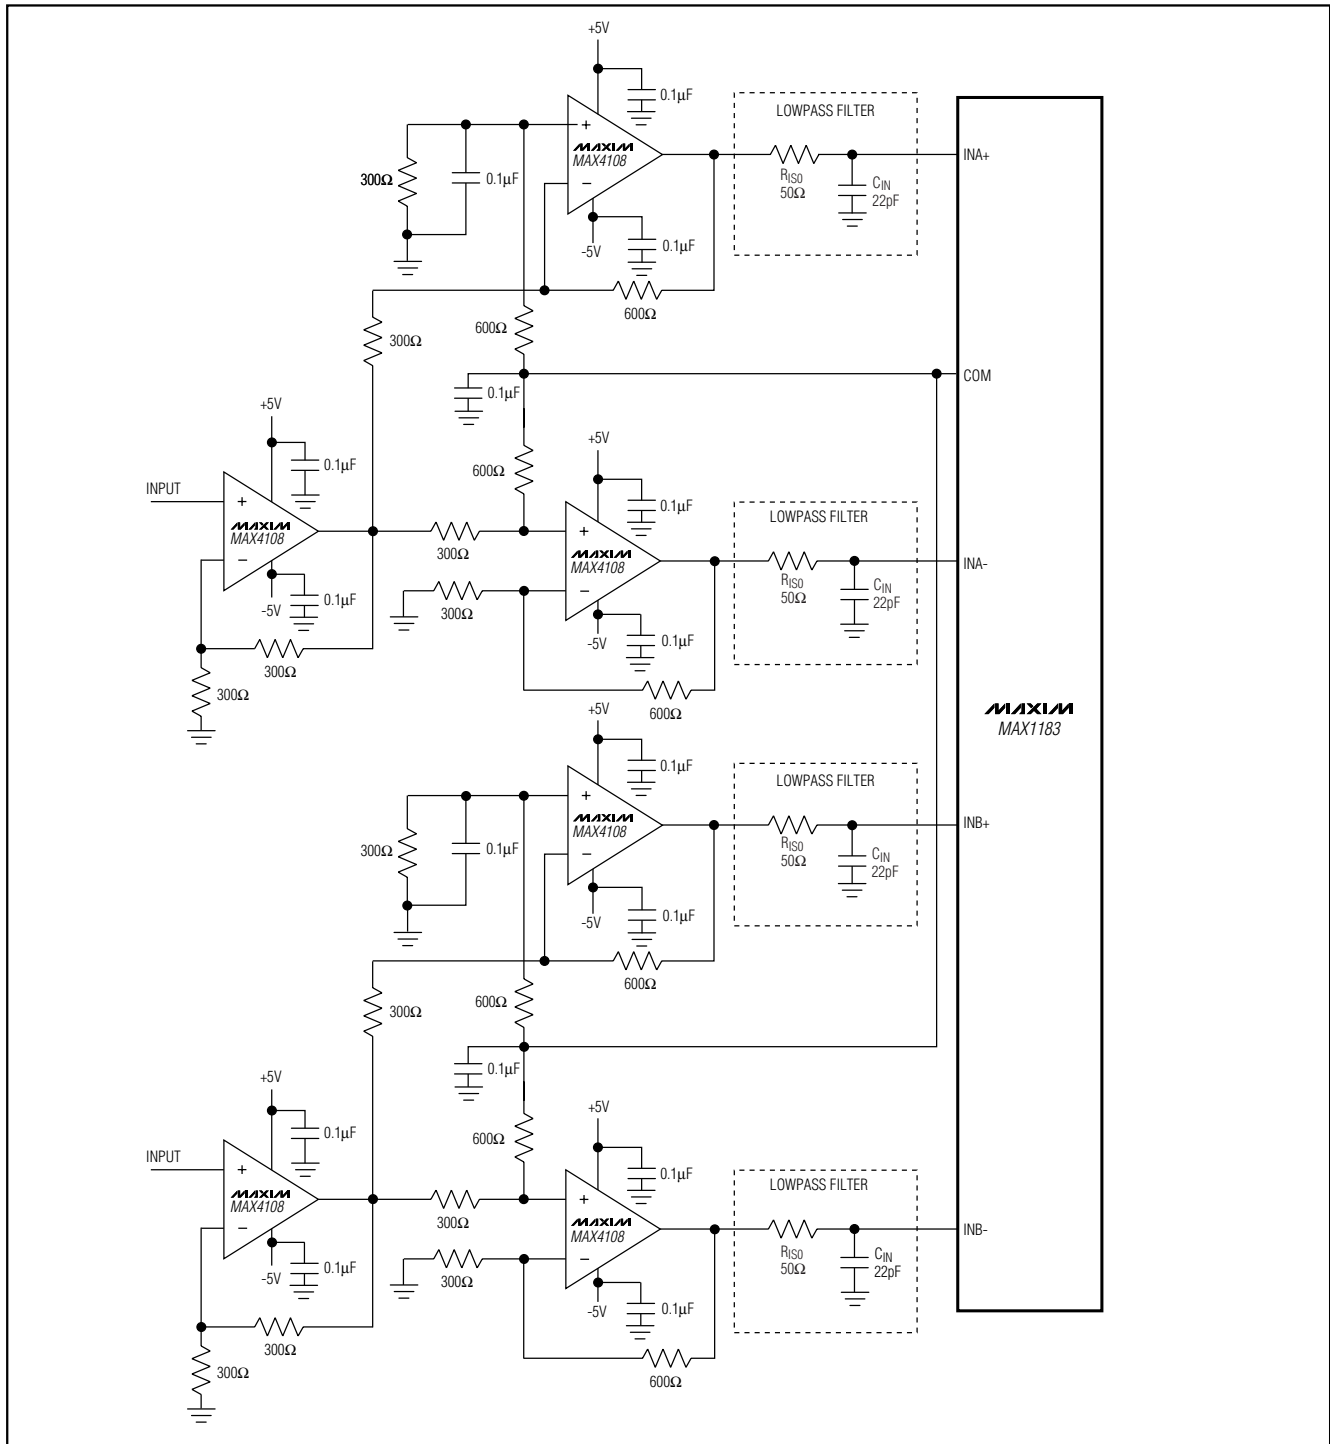 +5V
0.1µF
LOWPASS FILTER
MAXIM
MAX4108
INA+
300Ω
0.1µF
RISO
50Ω
CIN
22pF
-5V
0.1µF
600Ω
600Ω
300Ω
COM
0.1µF
+5V
+5V
600Ω
0.1µF
INPUT
0.1µF
LOWPASS FILTER
MAXIM
MAX4108
300Ω
MAXIM
MAX4108
INA-
RISO
50Ω
CIN
22pF
-5V
0.1µF
300Ω
-5V
0.1µF
300Ω
300Ω
600Ω
+5V
MAXIM
MAX1183
0.1µF
LOWPASS FILTER
MAXIM
MAX4108
INB+
300Ω
0.1µF
RISO
50Ω
CIN
22pF
-5V
0.1µF
600Ω
600Ω
300Ω
0.1µF
+5V
+5V
0.1µF
600Ω
INPUT
0.1µF
LOWPASS FILTER
MAXIM
MAX4108
300Ω
MAXIM
MAX4108
INB-
RISO
50Ω
CIN
22pF
-5V
0.1µF
300Ω
-5V
0.1µF
300Ω
300Ω
600Ω